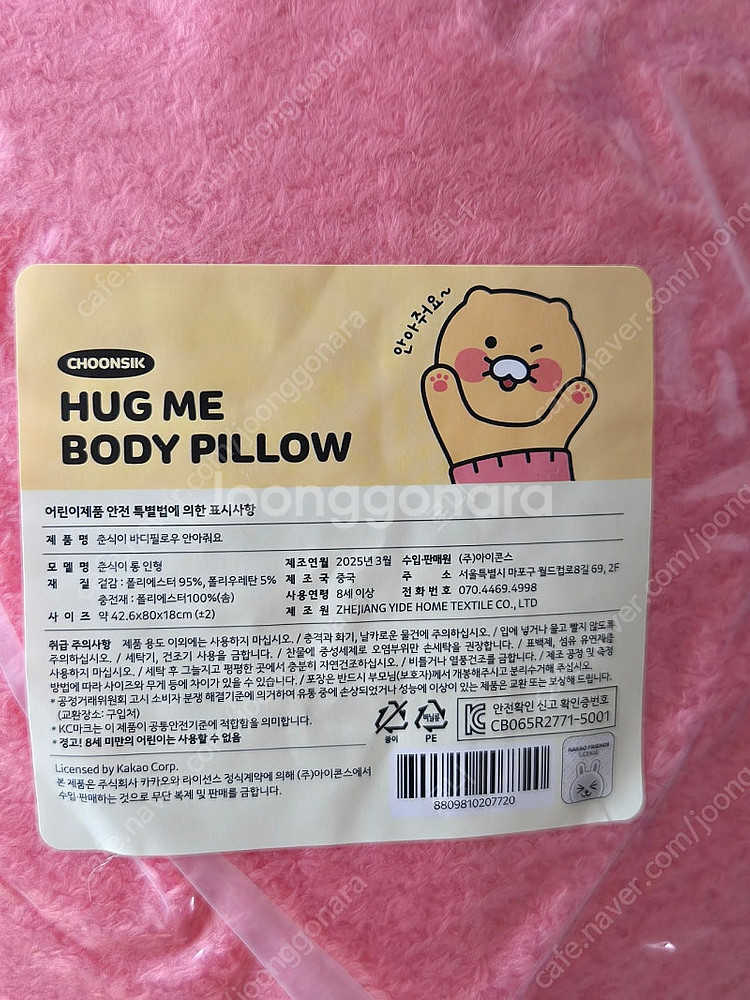 안아줘요~
CHOONSIK
HUG ME
BODY PILLOW
Joonggonara
어린이제품 안전 특별법에 의한 표시사항
제 품 명 춘식이 바디필로우 안아줘요
모 델 명 춘식이 롱 인형
재 질 겉감 : 폴리에스터 95%, 폴리우레탄 5%
충전재 : 폴리에스터100%(솜)
사 이 즈 약 42.6x80x18cm (±2)
제조연월 2025년 3월
제 조 국 중국
사용연령 8세 이상
제 조 원 ZHEJIANG YIDE HOME TEXTILE CO., LTD
수입·판매원 (주)아이콘스
주 소 서울특별시 마포구 월드컵로8길 69, 2F
전화번호 070.4469.4998
취급 주의사항 제품 용도 이외에는 사용하지 마십시오. / 충격과 화기, 날카로운 물건에 주의하십시오. / 입에 넣거나 물고 빨지 않도록
주의하십시오. / 세탁기, 건조기 사용을 금합니다. / 찬물에 중성세제로 오염부위만 손세탁을 권장합니다. / 표백제, 섬유 유연제를
사용하지 마십시오. / 세탁 후 그늘지고 평평한 곳에서 충분히 자연건조하십시오. / 비틀거나 열풍건조를 금합니다. / 제조 공정 및 측정
방법에 따라 사이즈와 무게 등에 차이가 있을 수 있습니다. / 포장은 반드시 부모님(보호자)께서 개봉해주시고 분리수거해 주십시오.
* 공정거래위원회 고시 소비자 분쟁 해결기준에 의거하여 유통 중에 손상되었거나 성능에 이상이 있는 제품은 교환 또는 보상해 드립니다.
(교환장소: 구입처)
* KC마크는 이 제품이 공통안전기준에 적합함을 의미합니다.
*경고! 8세 미만의 어린이는 사용할 수 없음
종이
비닐류
PE
안전확인 신고 확인증번호
CB065R2771-5001
Licensed by Kakao Corp.
본 제품은 주식회사 카카오와 라이선스 정식계약에 의해 (주)아이콘스에서
수입·판매하는 것으로 무단 복제 및 판매를 금합니다.
8809810207720
KAKAO FRIENDS
LICENSE
cafe.naver.com/joonggonara